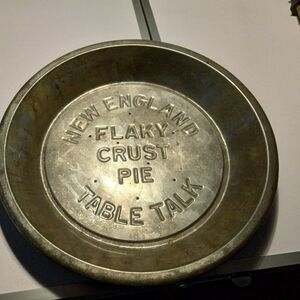 NEW ENGLAND
FLAKY
CRUST
PIE
TABLE TALK